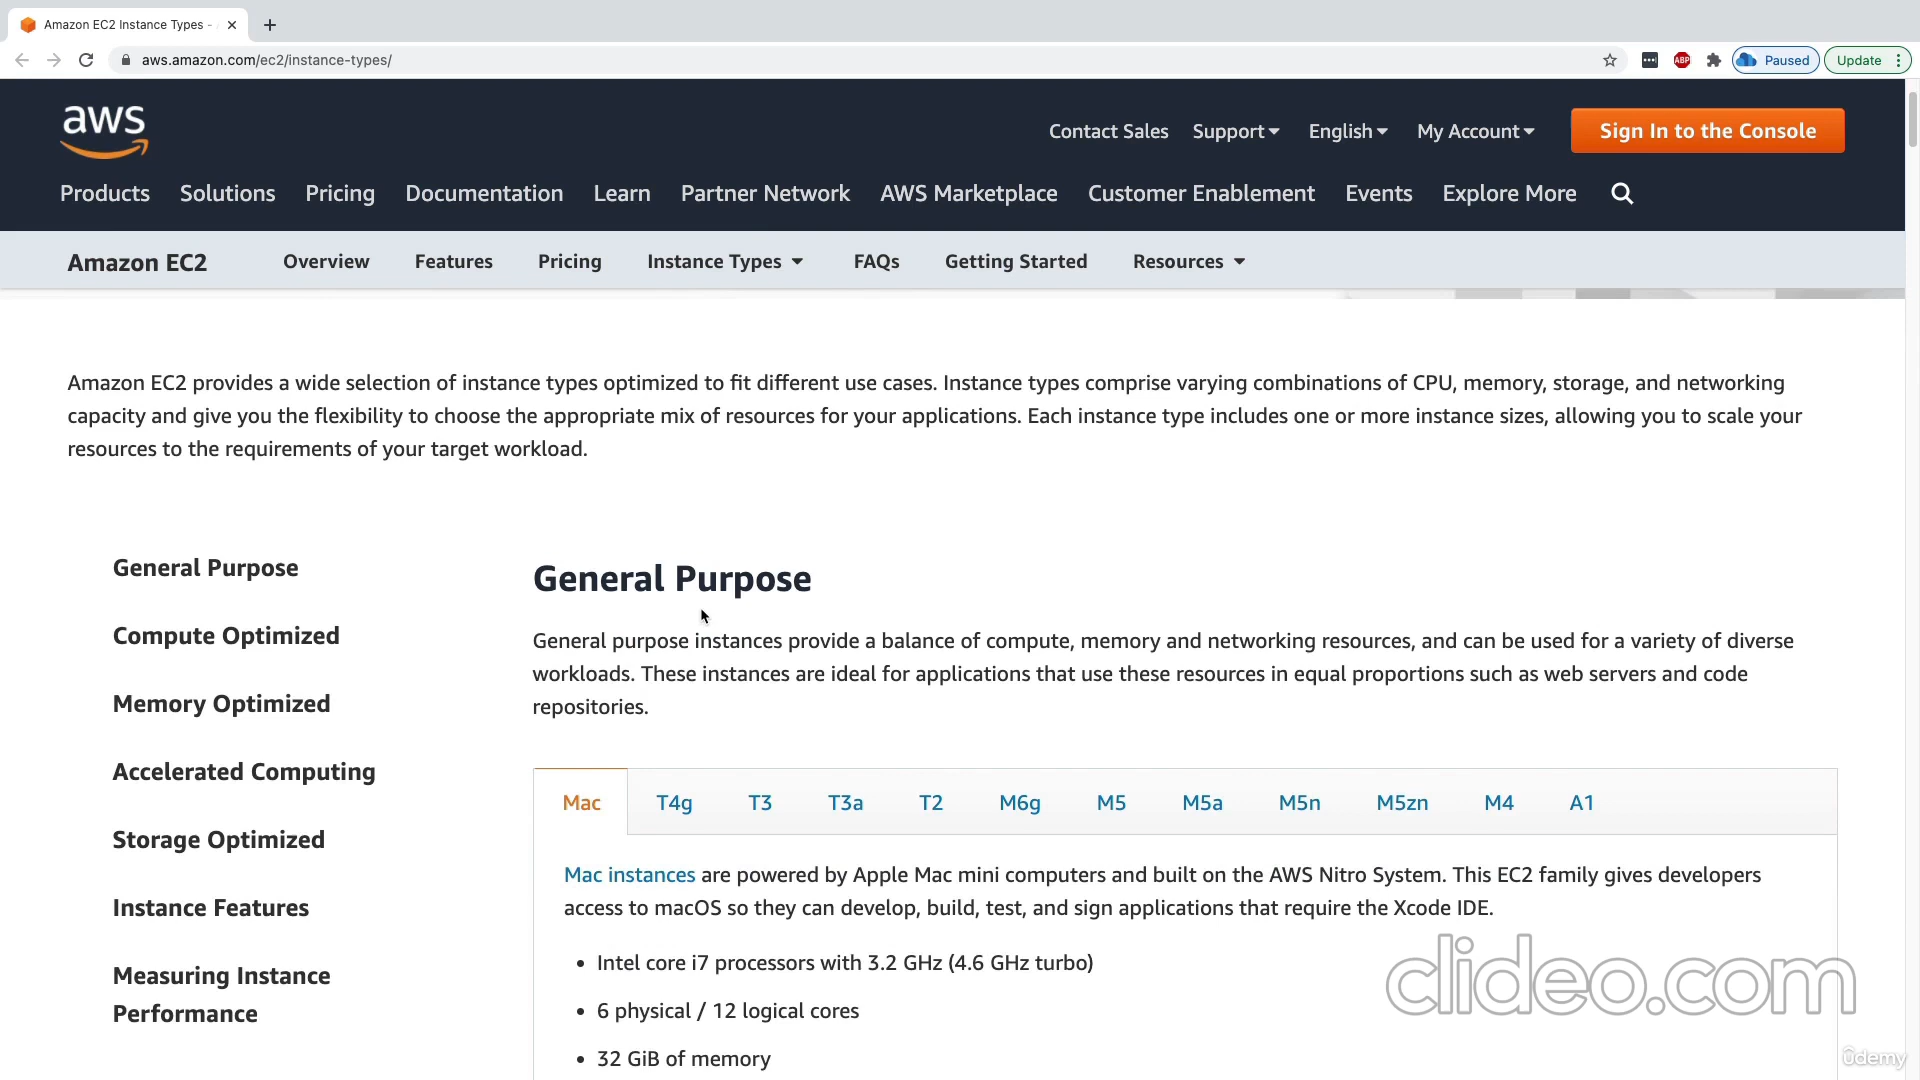 Amazon EC2 Instance Types -
aws.amazon.com/ec2/instance-types/
ABP
Paused
Update
aws
Contact Sales
Support
English
My Account
Sign In to the Console
Products
Solutions
Pricing
Documentation
Learn
Partner Network
AWS Marketplace
Customer Enablement
Events
Explore More
Amazon EC2
Overview
Features
Pricing
Instance Types
FAQs
Getting Started
Resources
Amazon EC2 provides a wide selection of instance types optimized to fit different use cases. Instance types comprise varying combinations of CPU, memory, storage, and networking
capacity and give you the flexibility to choose the appropriate mix of resources for your applications. Each instance type includes one or more instance sizes, allowing you to scale your
resources to the requirements of your target workload.
General Purpose
Compute Optimized
Memory Optimized
Accelerated Computing
Storage Optimized
Instance Features
Measuring Instance
Performance
General Purpose
General purpose instances provide a balance of compute, memory and networking resources, and can be used for a variety of diverse
workloads. These instances are ideal for applications that use these resources in equal proportions such as web servers and code
repositories.
Mac
T4g
T3
T3a
T2
M6g
M5
M5a
M5n
M5zn
M4
A1
Mac instances are powered by Apple Mac mini computers and built on the AWS Nitro System. This EC2 family gives developers
access to macOS so they can develop, build, test, and sign applications that require the Xcode IDE.
• Intel core i7 processors with 3.2 GHz (4.6 GHz turbo)
• 6 physical / 12 logical cores
• 32 GiB of memory
clideo.com
ûdemy